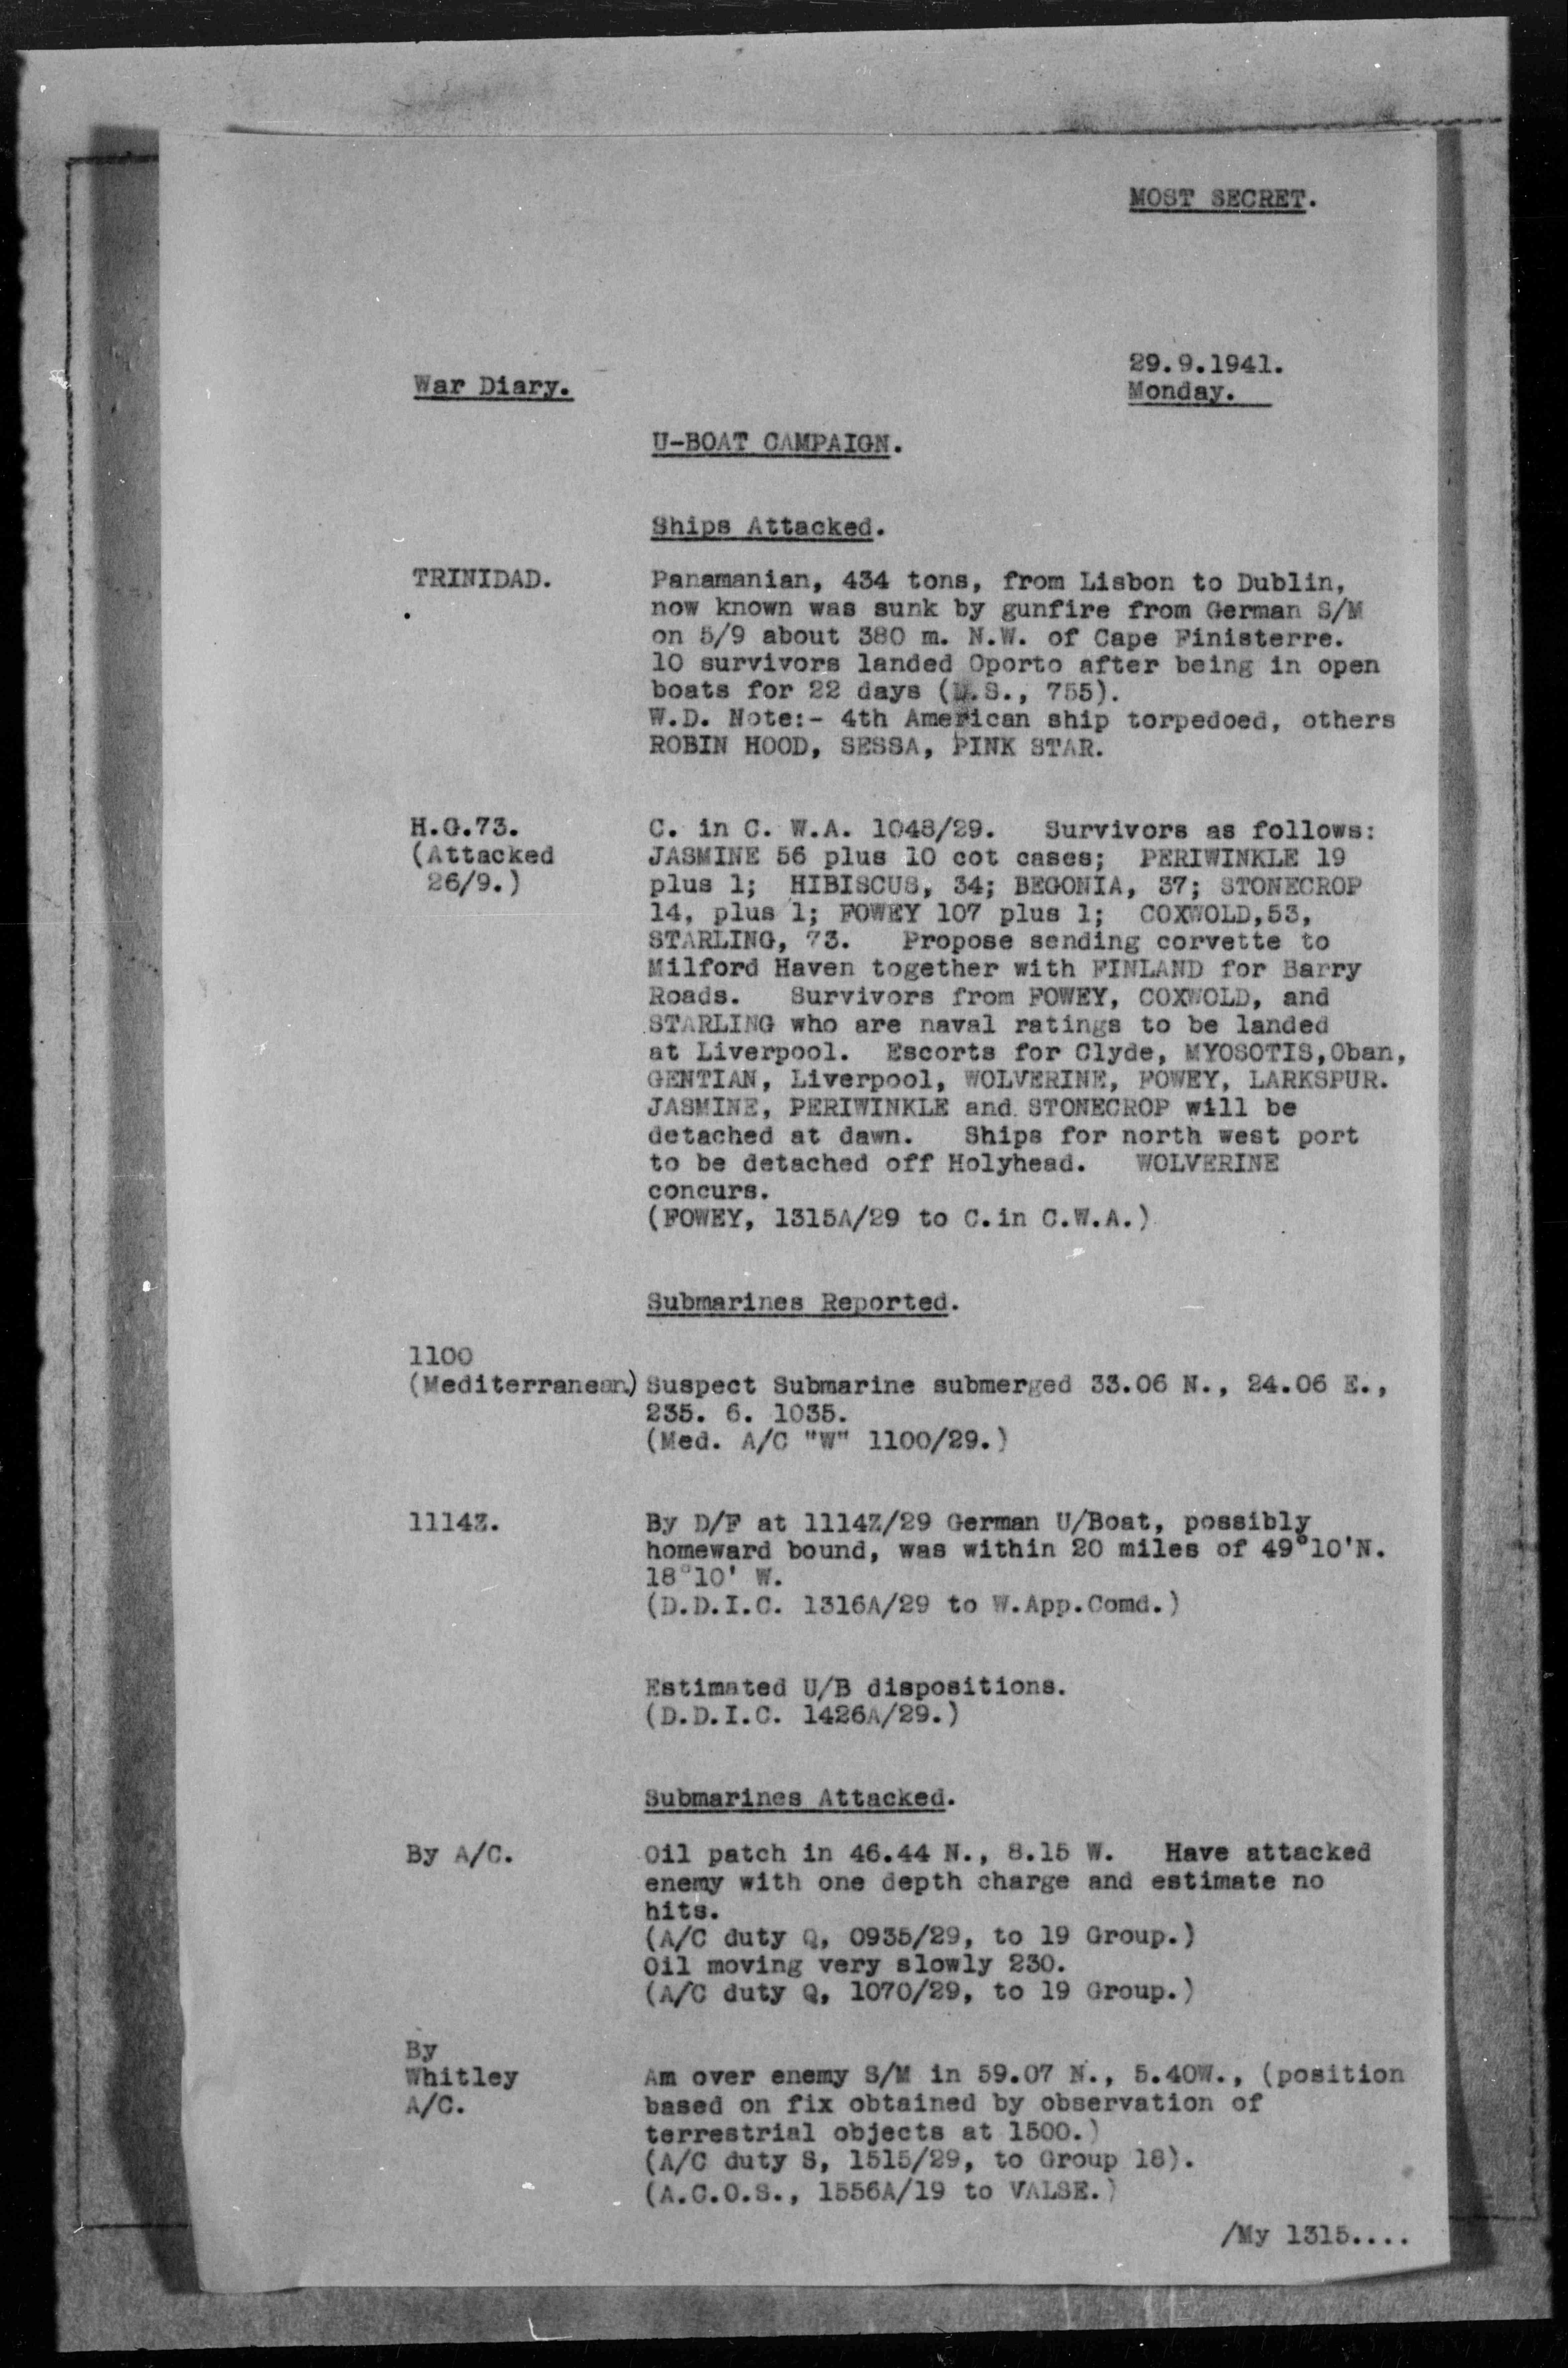 MOST SECRET.
29.9.1941.
War Diary.
Monday.
U-BOAT CAMPAIGN.
Ships Attacked.
TRINIDAD. Panamanian, 434 tons, from Lisbon to Dublin,
now known was sunk by gunfire from German S/M
on 5/9 about 380 m. N.W. of Cape Finisterre.
10 survivors landed Oporto after being in open
boats for 22 days (.S., 755).
W.D. Note:- 4th American ship torpedoed, others
ROBIN HOOD, SESSA, PINK STAR.
H.G.73. C. in C. W.A. 1048/29. Survivors as follows:
(Attacked JASMINE 56 plus 10 cot cases; PERIWINKLE 19
26/9.) plus 1; HIBISCUS, 34; BEGONIA, 37; STONECROP
14, plus 1; FOWEY 107 plus 1; COXWOLD,53,
STARLING, 73. Propose sending corvette to
Milford Haven together with FINLAND for Barry
Roads. Survivors from FOWEY, COXWOLD, and
STARLING who are naval ratings to be landed
at Liverpool. Escorts for Clyde, MYOSOTIS,Oban,
GENTIAN, Liverpool, WOLVERINE, FOWEY, LARKSPUR.
JASMINE, PERIWINKLE and STONECROP will be
detached at dawn. Ships for north west port
to be detached off Holyhead. WOLVERINE
concurs.
(FOWEY, 1315A/29 to C.in C.W.A.)
Submarines Reported.
1100
(Mediterranean.) Suspect Submarine submerged 33.06 N., 24.06 E.,
235. 6. 1035.
(Med. A/C "W" 1100/29.)
1114Z. By D/F at 1114Z/29 German U/Boat, possibly
homeward bound, was within 20 miles of 49°10'N.
18°10' W.
(D.D.I.C. 1316A/29 to W.App.Comd.)
Estimated U/B dispositions.
(D.D.I.C. 1426A/29.)
Submarines Attacked.
By A/C. Oil patch in 46.44 N., 8.15 W. Have attacked
enemy with one depth charge and estimate no
hits.
(A/C duty Q, 0935/29, to 19 Group.)
Oil moving very slowly 230.
(A/C duty Q, 1070/29, to 19 Group.)
By
Whitley Am over enemy S/M in 59.07 N., 5.40W., (position
A/C. based on fix obtained by observation of
terrestrial objects at 1500.)
(A/C duty S, 1515/29, to Group 18).
(A.C.O.S., 1556A/19 to VALSE.)
/My 1315....